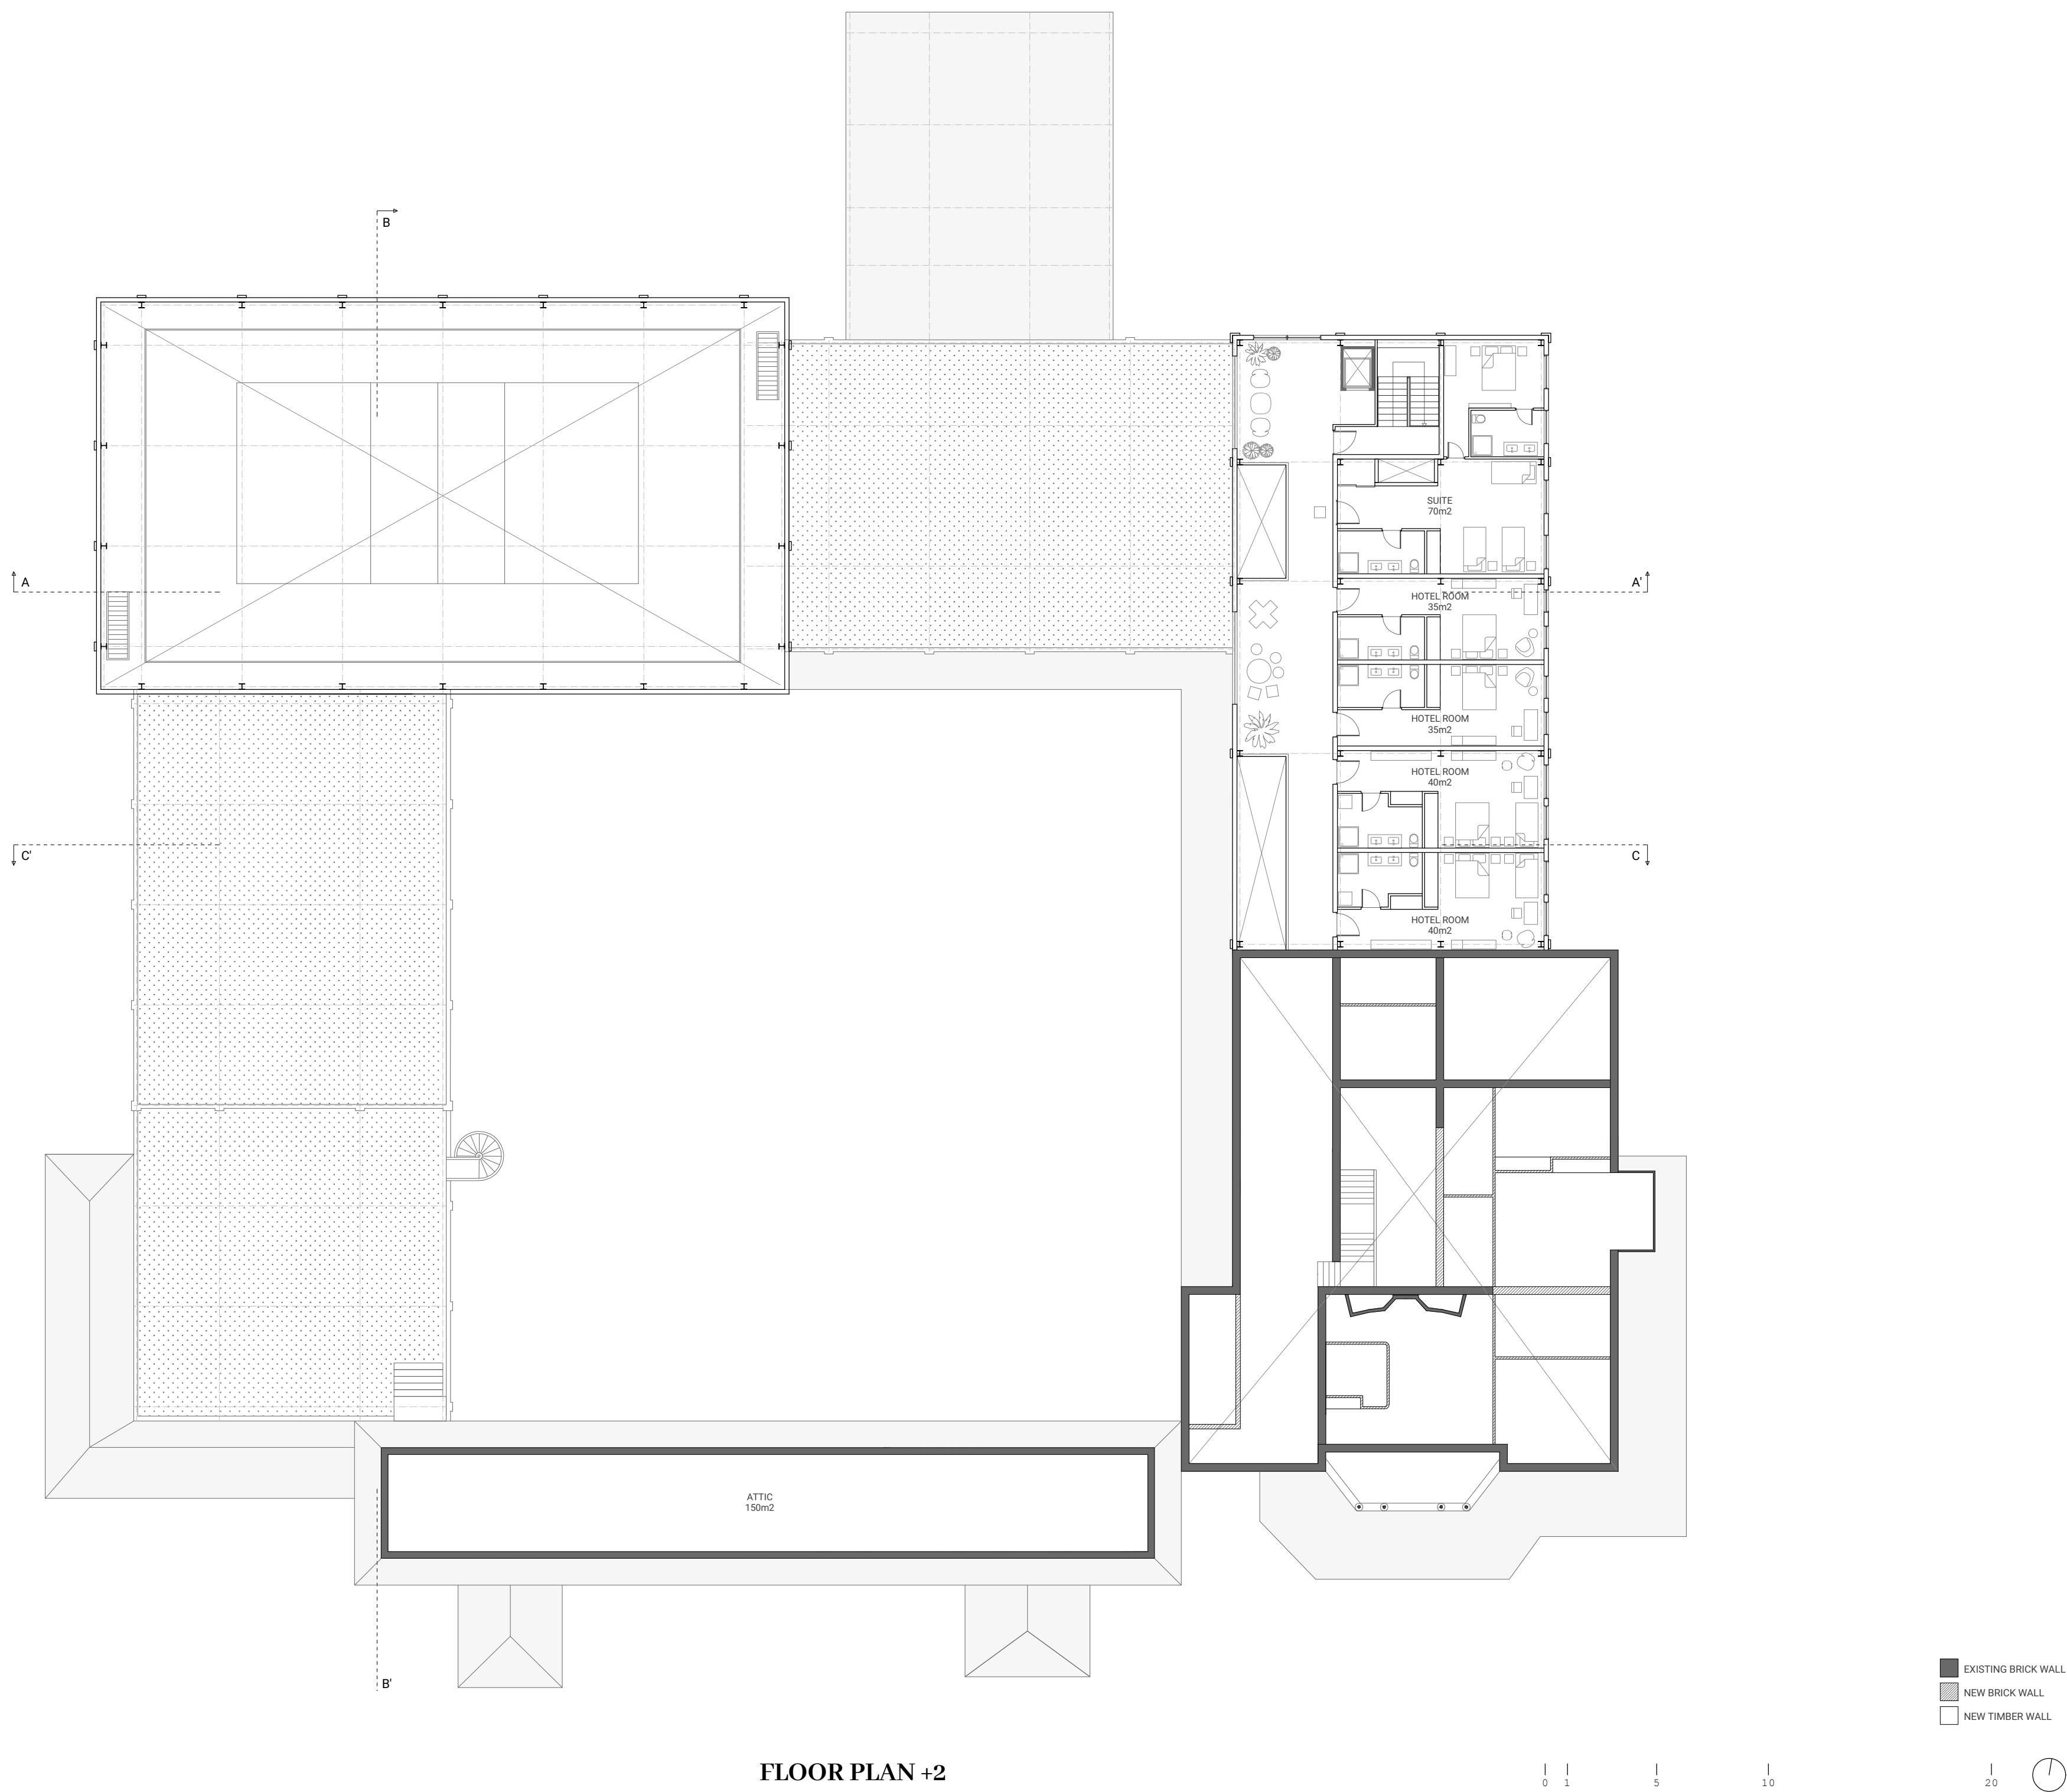 B
SUITE
70m2
A
A'
HOTEL ROOM
35m2
HOTEL ROOM
35m2
HOTEL ROOM
40m2
C'
C
HOTEL ROOM
40m2
ATTIC
150m2
B'
EXISTING BRICK WALL
NEW BRICK WALL
NEW TIMBER WALL
FLOOR PLAN +2
0 1 5 10 20